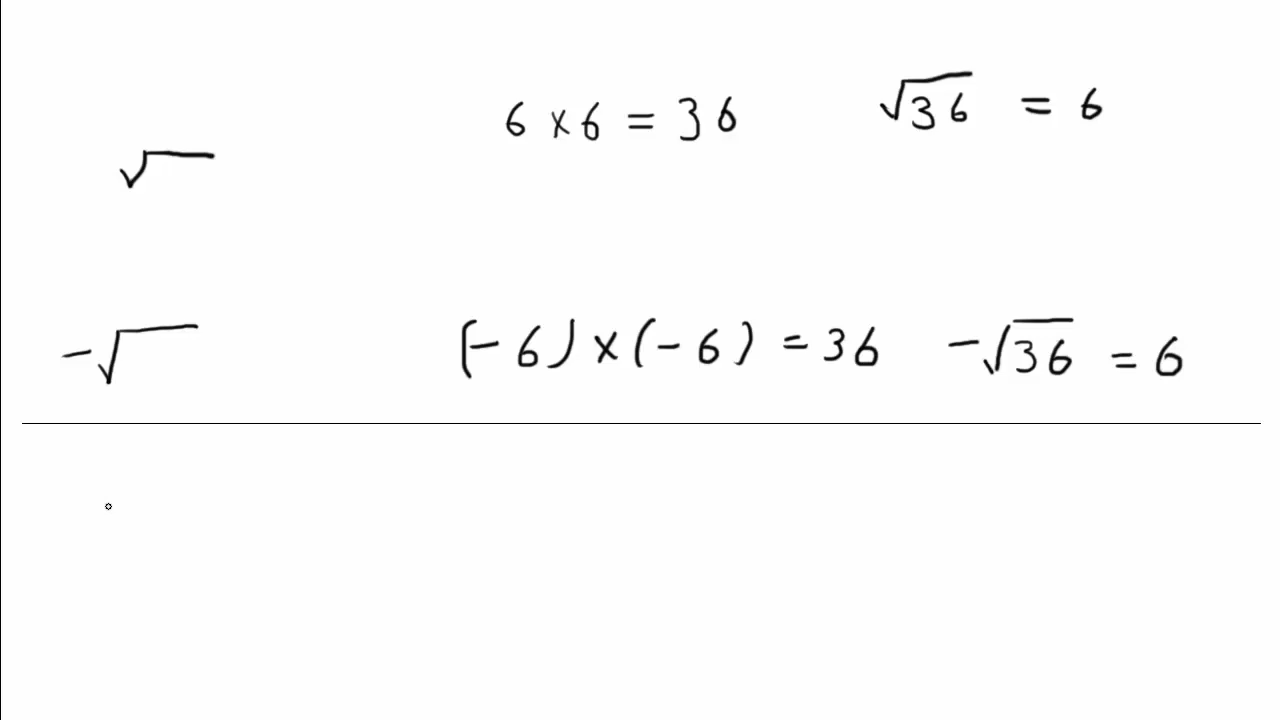 6 × 6 = 36 √36 = 6
√
-√ (-6) × (-6) = 36 -√36 = 6